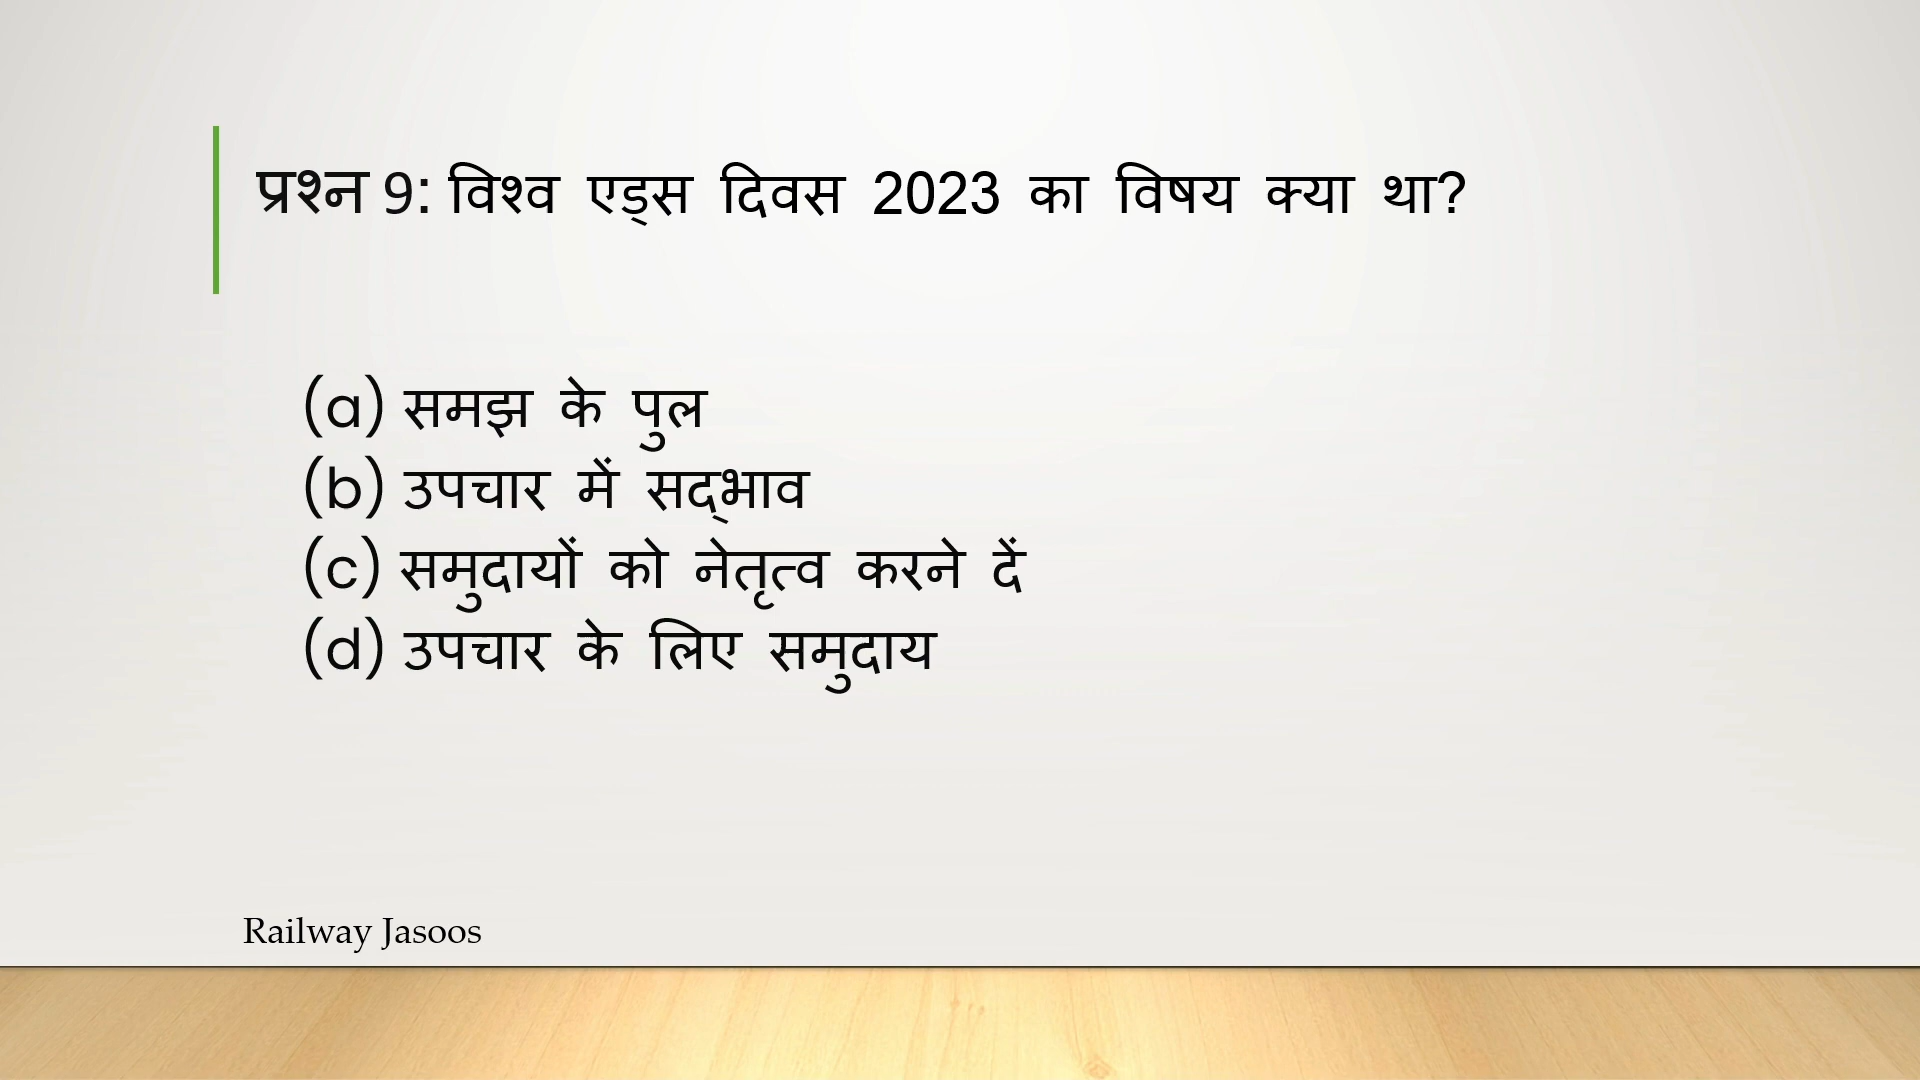 प्रश्न 9: विश्व एड्स दिवस 2023 का विषय क्या था?
(a) समझ के पुल
(b) उपचार में सद्भाव
(c) समुदायों को नेतृत्व करने दें
(d) उपचार के लिए समुदाय
Railway Jasoos